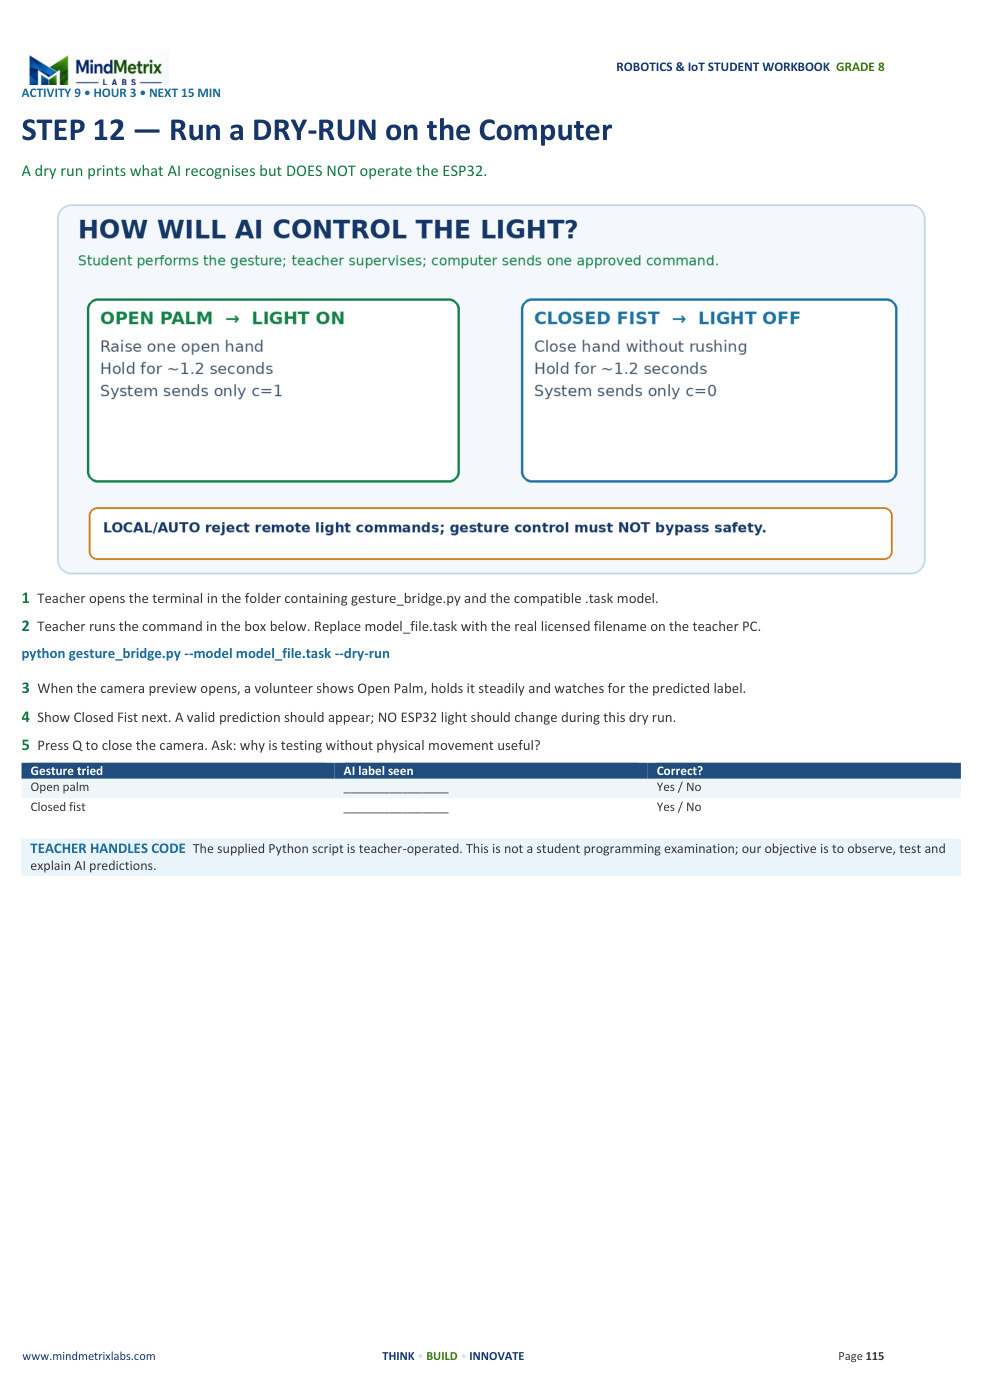 MindMetrix
LABS
ROBOTICS & IoT STUDENT WORKBOOK GRADE 8
ACTIVITY 9 • HOUR 3 • NEXT 15 MIN
STEP 12 — Run a DRY-RUN on the Computer
A dry run prints what AI recognises but DOES NOT operate the ESP32.
HOW WILL AI CONTROL THE LIGHT?
Student performs the gesture; teacher supervises; computer sends one approved command.
OPEN PALM → LIGHT ON
Raise one open hand
Hold for ~1.2 seconds
System sends only c=1
CLOSED FIST → LIGHT OFF
Close hand without rushing
Hold for ~1.2 seconds
System sends only c=0
LOCAL/AUTO reject remote light commands; gesture control must NOT bypass safety.
1 Teacher opens the terminal in the folder containing gesture_bridge.py and the compatible .task model.
2 Teacher runs the command in the box below. Replace model_file.task with the real licensed filename on the teacher PC.
python gesture_bridge.py --model model_file.task --dry-run
3 When the camera preview opens, a volunteer shows Open Palm, holds it steadily and watches for the predicted label.
4 Show Closed Fist next. A valid prediction should appear; NO ESP32 light should change during this dry run.
5 Press Q to close the camera. Ask: why is testing without physical movement useful?
Gesture tried AI label seen Correct?
Open palm ________________ Yes / No
Closed fist ________________ Yes / No
TEACHER HANDLES CODE The supplied Python script is teacher-operated. This is not a student programming examination; our objective is to observe, test and
explain AI predictions.
www.mindmetrixlabs.com THINK • BUILD • INNOVATE Page 115